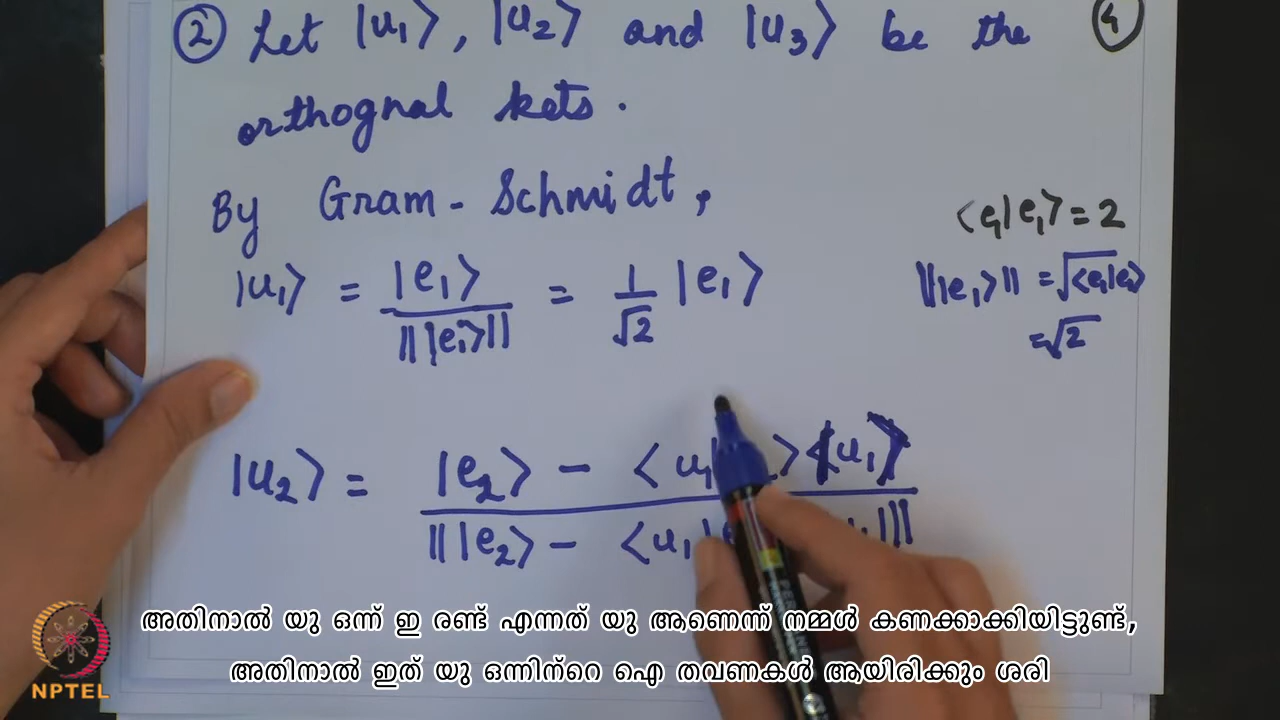 ② Let |u₁⟩, |u₂⟩ and |u₃⟩ be the ④
orthognal kets.
By Gram-Schmidt,
⟨e₁|e₁⟩ = 2
|u₁⟩ = |e₁⟩ / || |e₁⟩ || = 1/√2 |e₁⟩
|| |e₁⟩ || = √⟨e₁|e₁⟩
= √2
|u₂⟩ = |e₂⟩ - ⟨u₁| ⟩ |u₁⟩
|| |e₂⟩ - ⟨u₁| ||
അതിനാൽ യു ഒന്ന് ഇ രണ്ട് എന്നത് യു ആണെന്ന് നമ്മൾ കണക്കാക്കിയിട്ടുണ്ട്,
അതിനാൽ ഇത് യു ഒന്നിന്റെ ഐ തവണകൾ ആയിരിക്കും ശരി
NPTEL